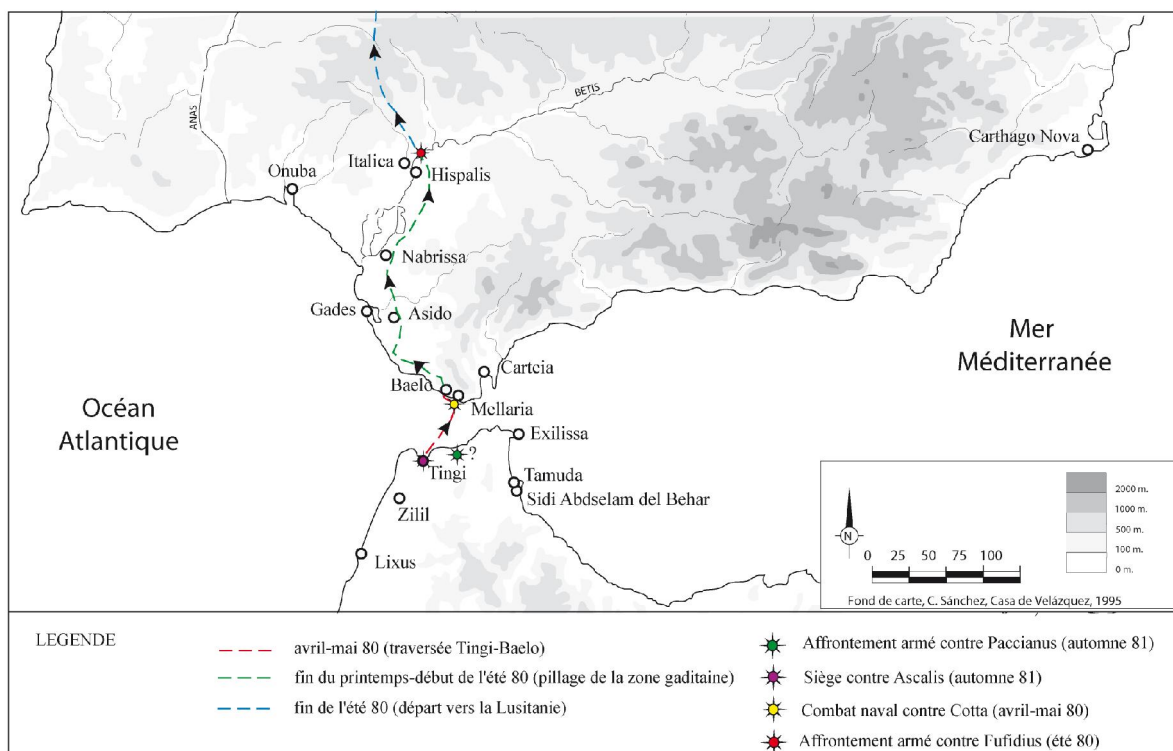 ANAS
BETIS
Carthago Nova
Italica
Onuba
Hispalis
Nabrissa
Gades
Asido
Mer
Méditerranée
Carteia
Baelo
Mellaria
Océan
Atlantique
Exilissa
?
Tingi
Tamuda
Sidi Abdselam del Behar
Zilil
Lixus
2000 m.
1000 m.
500 m.
100 m.
0 m.
N
0 25 50 75 100
Fond de carte, C. Sánchez, Casa de Velázquez, 1995
LEGENDE
avril-mai 80 (traversée Tingi-Baelo)
fin du printemps-début de l'été 80 (pillage de la zone gaditaine)
fin de l'été 80 (départ vers la Lusitanie)
Affrontement armé contre Paccianus (automne 81)
Siège contre Ascalis (automne 81)
Combat naval contre Cotta (avril-mai 80)
Affrontement armé contre Fufidius (été 80)